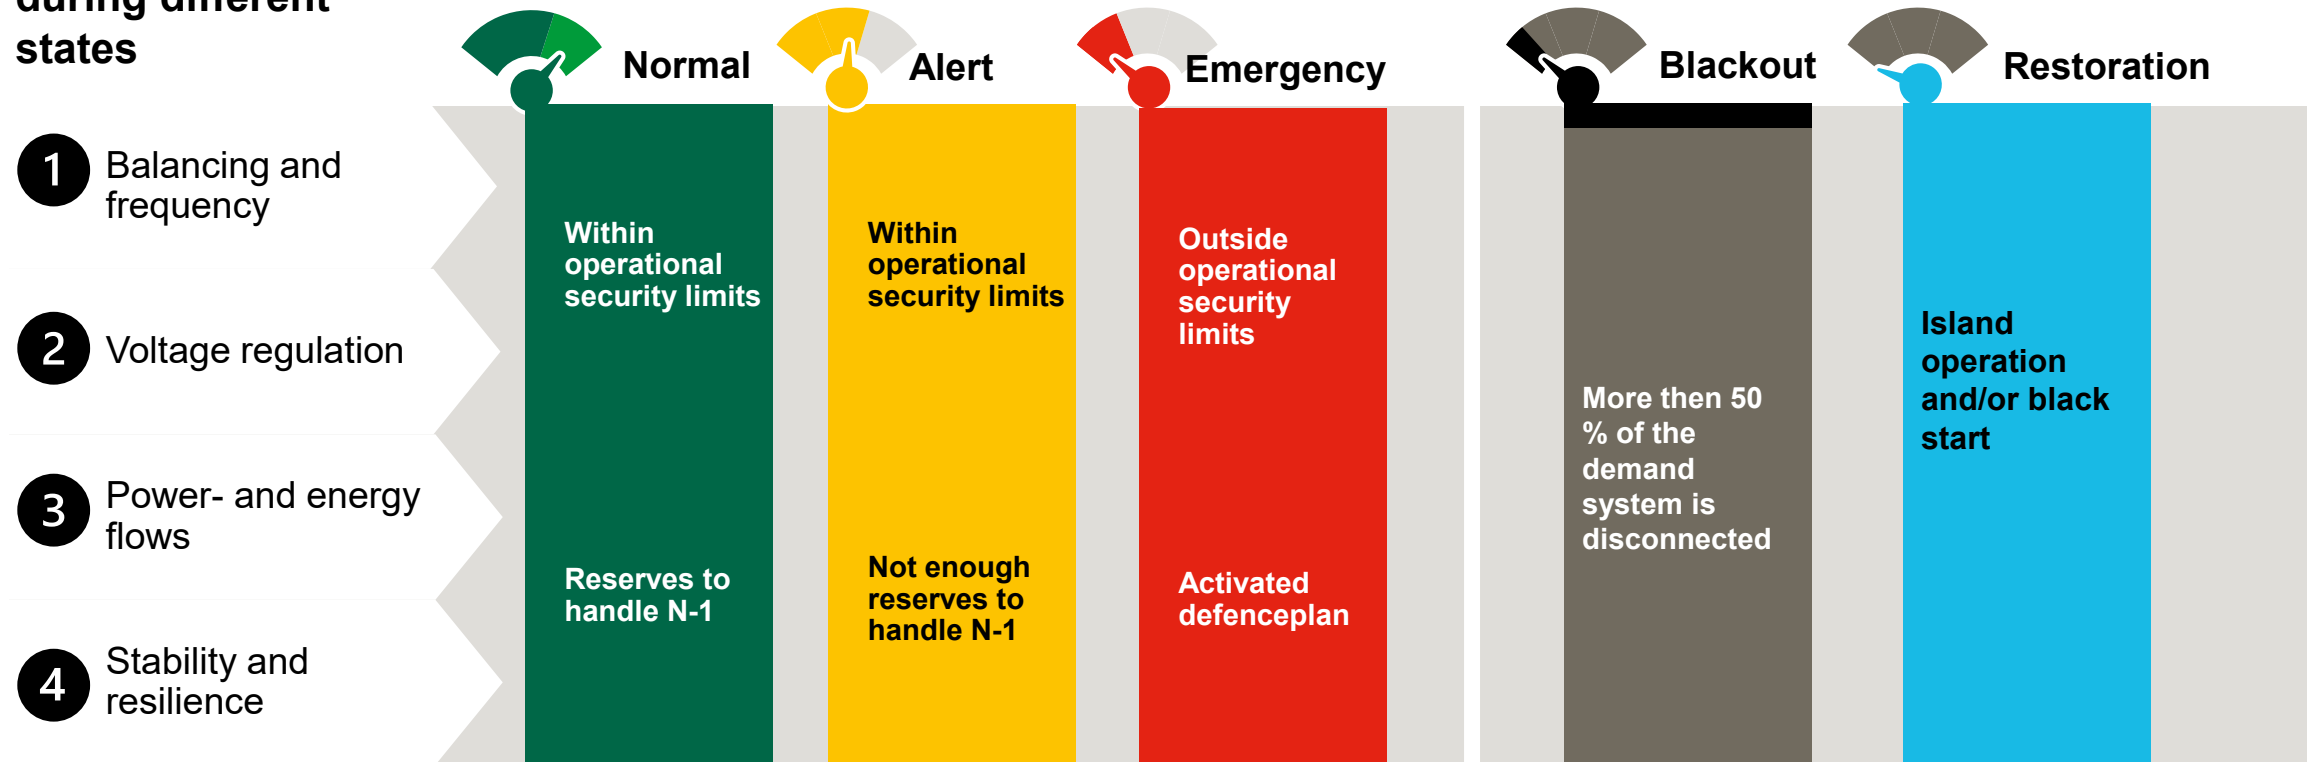 during different
states
Normal
Alert
Emergency
Blackout
Restoration
1
Balancing and
frequency
2
Voltage regulation
3
Power- and energy
flows
4
Stability and
resilience
Within
operational
security limits
Reserves to
handle N-1
Within
operational
security limits
Not enough
reserves to
handle N-1
Outside
operational
security
limits
Activated
defenceplan
More then 50
% of the
demand
system is
disconnected
Island
operation
and/or black
start